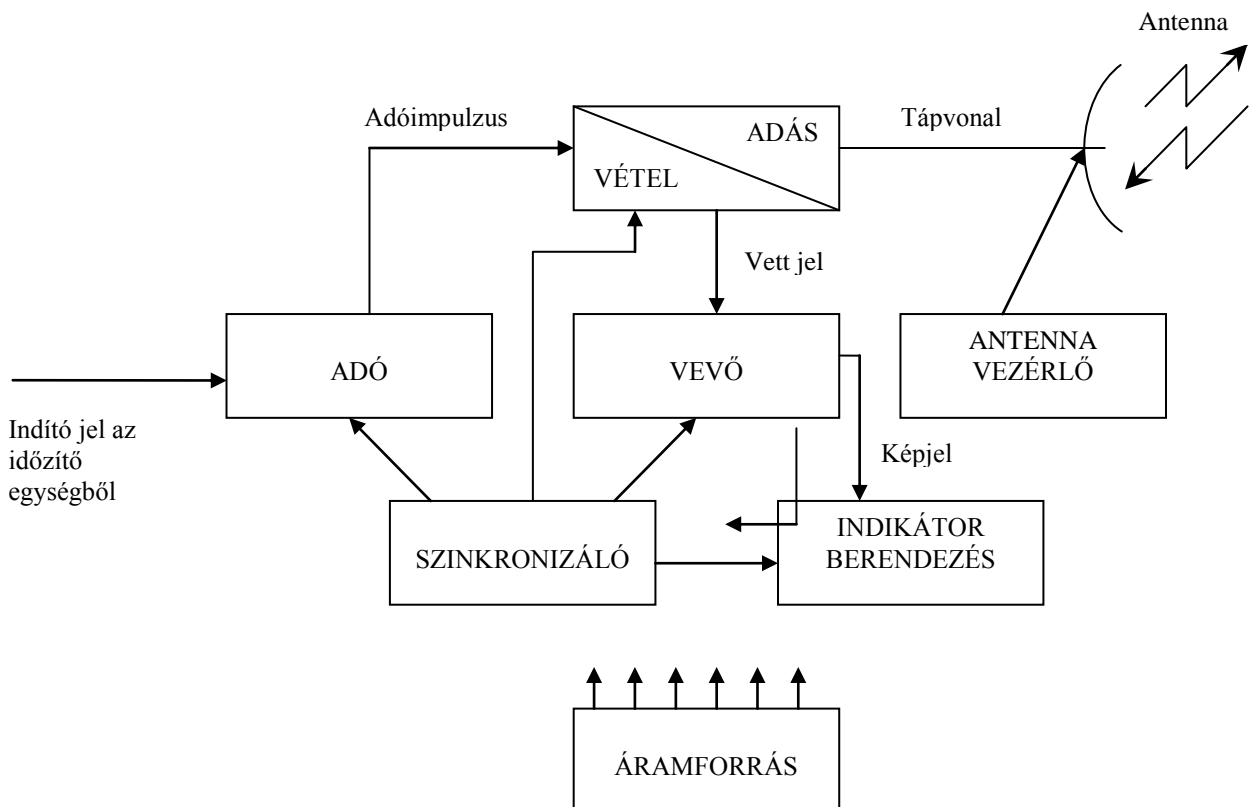 Antenna
Adóimpulzus
ADÁS
VÉTEL
Tápvonal
Vett jel
ADÓ
VEVŐ
ANTENNA
VEZÉRLŐ
Indító jel az
időzítő
egységből
Képjel
SZINKRONIZÁLÓ
INDIKÁTOR
BERENDEZÉS
ÁRAMFORRÁS